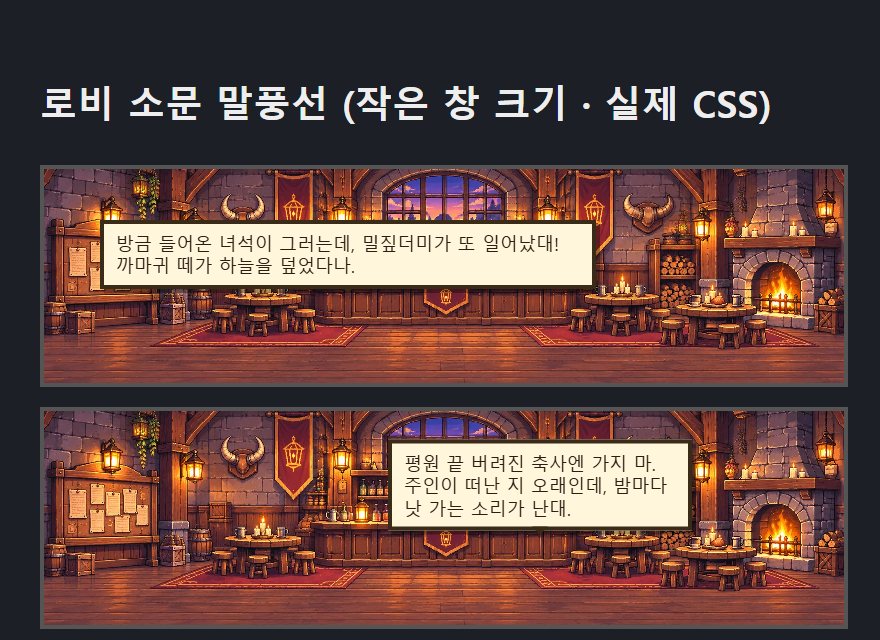 로비 소문 말풍선 (작은 창 크기 · 실제 CSS)
방금 들어온 녀석이 그러는데, 밀짚더미가 또 일어났대!
까마귀 떼가 하늘을 덮었다나.
평원 끝 버려진 축사엔 가지 마.
주인이 떠난 지 오래인데, 밤마다
낫 가는 소리가 난대.